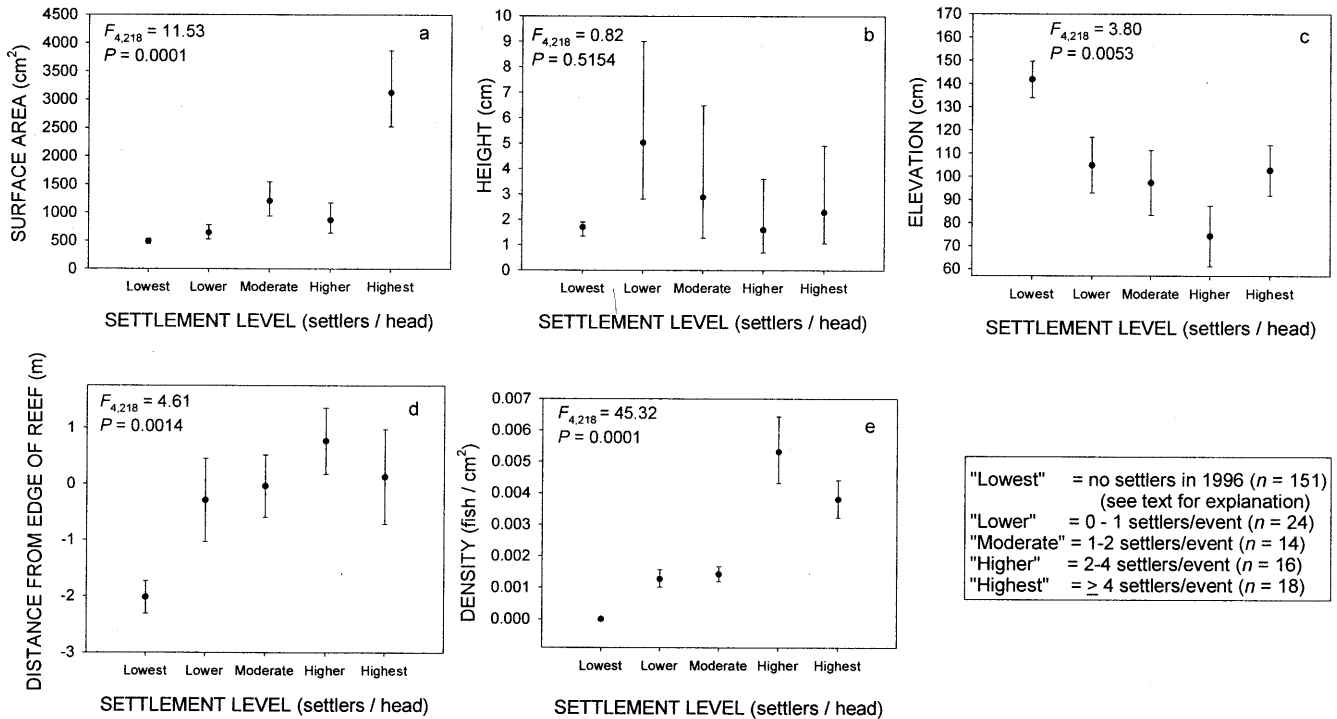 F4,218 = 11.53
P = 0.0001
a
SURFACE AREA (cm2)
4500
4000
3500
3000
2500
2000
1500
1000
500
0
Lowest Lower Moderate Higher Highest
SETTLEMENT LEVEL (settlers / head)
F4,218 = 0.82
P = 0.5154
b
HEIGHT (cm)
10
9
8
7
6
5
4
3
2
1
0
Lowest Lower Moderate Higher Highest
SETTLEMENT LEVEL (settlers / head)
F4,218 = 3.80
P = 0.0053
c
ELEVATION (cm)
170
160
150
140
130
120
110
100
90
80
70
60
Lowest Lower Moderate Higher Highest
SETTLEMENT LEVEL (settlers / head)
F4,218 = 4.61
P = 0.0014
d
DISTANCE FROM EDGE OF REEF (m)
1
0
-1
-2
-3
Lowest Lower Moderate Higher Highest
SETTLEMENT LEVEL (settlers / head)
F4,218 = 45.32
P = 0.0001
e
DENSITY (fish / cm2)
0.007
0.006
0.005
0.004
0.003
0.002
0.001
0.000
Lowest Lower Moderate Higher Highest
SETTLEMENT LEVEL (settlers / head)
"Lowest" = no settlers in 1996 (n = 151)
(see text for explanation)
"Lower" = 0 - 1 settlers/event (n = 24)
"Moderate" = 1-2 settlers/event (n = 14)
"Higher" = 2-4 settlers/event (n = 16)
"Highest" = ≥ 4 settlers/event (n = 18)